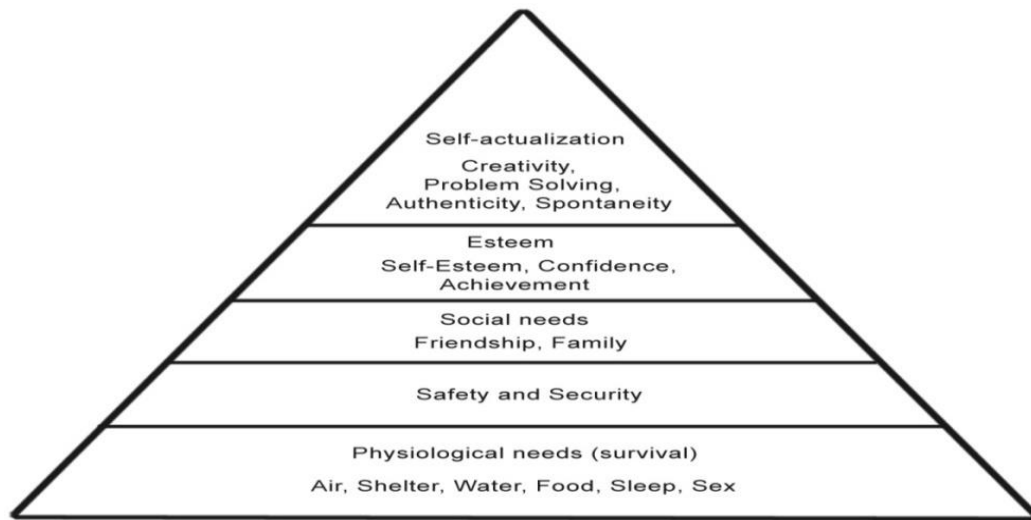 Self-actualization
Creativity,
Problem Solving,
Authenticity, Spontaneity
Esteem
Self-Esteem, Confidence,
Achievement
Social needs
Friendship, Family
Safety and Security
Physiological needs (survival)
Air, Shelter, Water, Food, Sleep, Sex